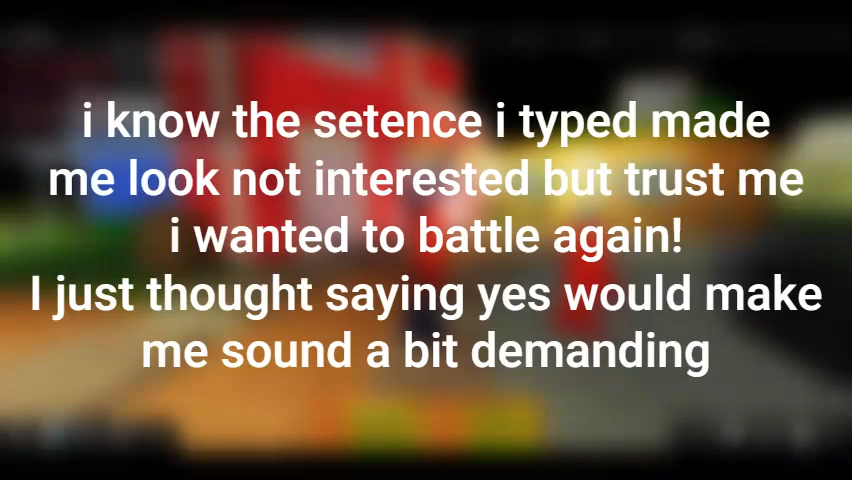 i know the setence i typed made
me look not interested but trust me
i wanted to battle again!
I just thought saying yes would make
me sound a bit demanding